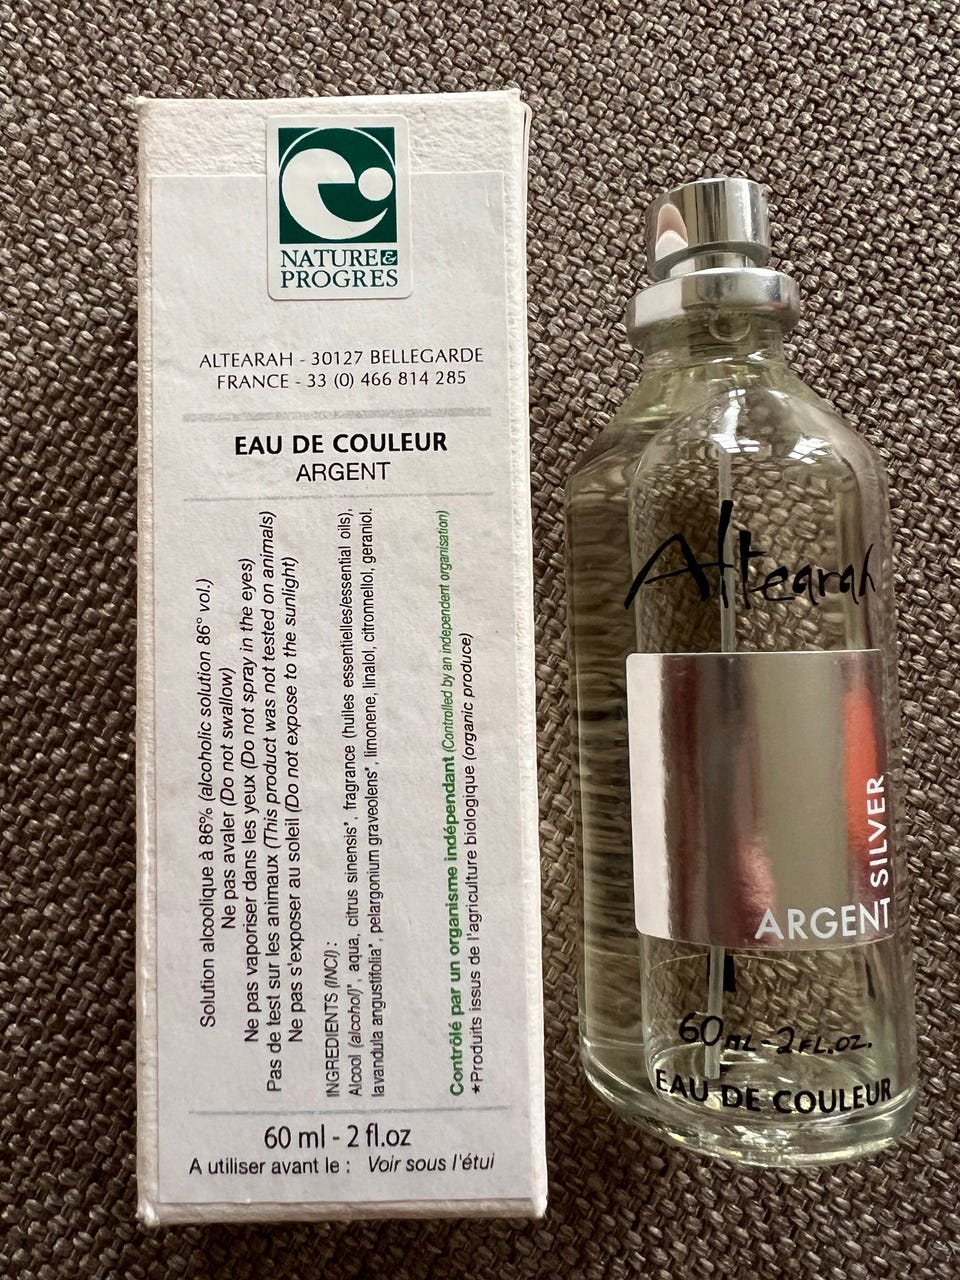 NATURE &
PROGRES
ALTEARAH - 30127 BELLEGARDE
FRANCE - 33 (0) 466 814 285
EAU DE COULEUR
ARGENT
Solution alcoolique à 86% (alcoholic solution 86° vol.)
Ne pas avaler (Do not swallow)
Ne pas vaporiser dans les yeux (Do not spray in the eyes)
Pas de test sur les animaux (This product was not tested on animals)
Ne pas s'exposer au soleil (Do not expose to the sunlight)
INGREDIENTS (INCI) :
Alcool (alcohol)*, aqua, citrus sinensis*, fragrance (huiles essentielles/essential oils),
lavandula angustifolia*, pelargonium graveolens*, limonene, linalol, citronnellol, geraniol.
Contrôlé par un organisme indépendant (Controlled by an independent organisation)
*Produits issus de l'agriculture biologique (organic produce)
60 ml - 2 fl.oz
A utiliser avant le : Voir sous l'étui
Altearah
ARGENT SILVER
60 ML - 2 FL.OZ.
EAU DE COULEUR